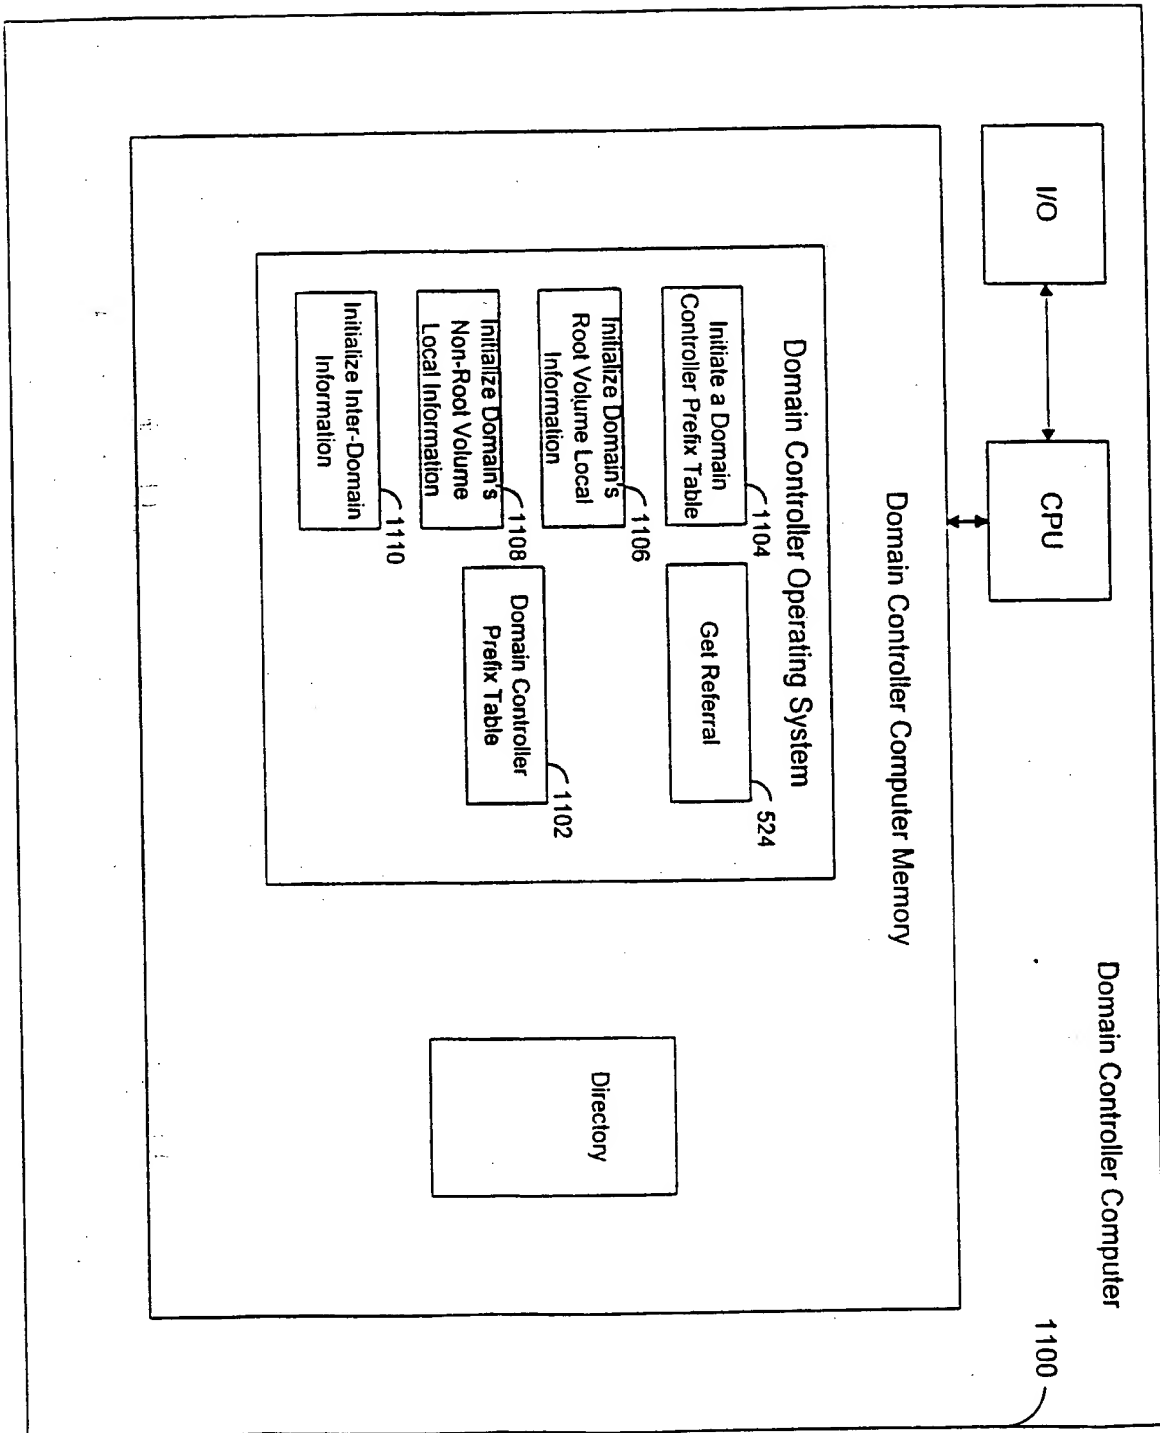 Domain Controller Computer
1100
I/O
CPU
Domain Controller Computer Memory
Domain Controller Operating System
Initiate a Domain
Controller Prefix Table
1104
Get Referral
524
Initialize Domain's
Root Volume Local
Information
1106
Initialize Domain's
Non-Root Volume
Local Information
1108
Domain Controller
Prefix Table
1102
Initialize Inter-Domain
Information
1110
Directory